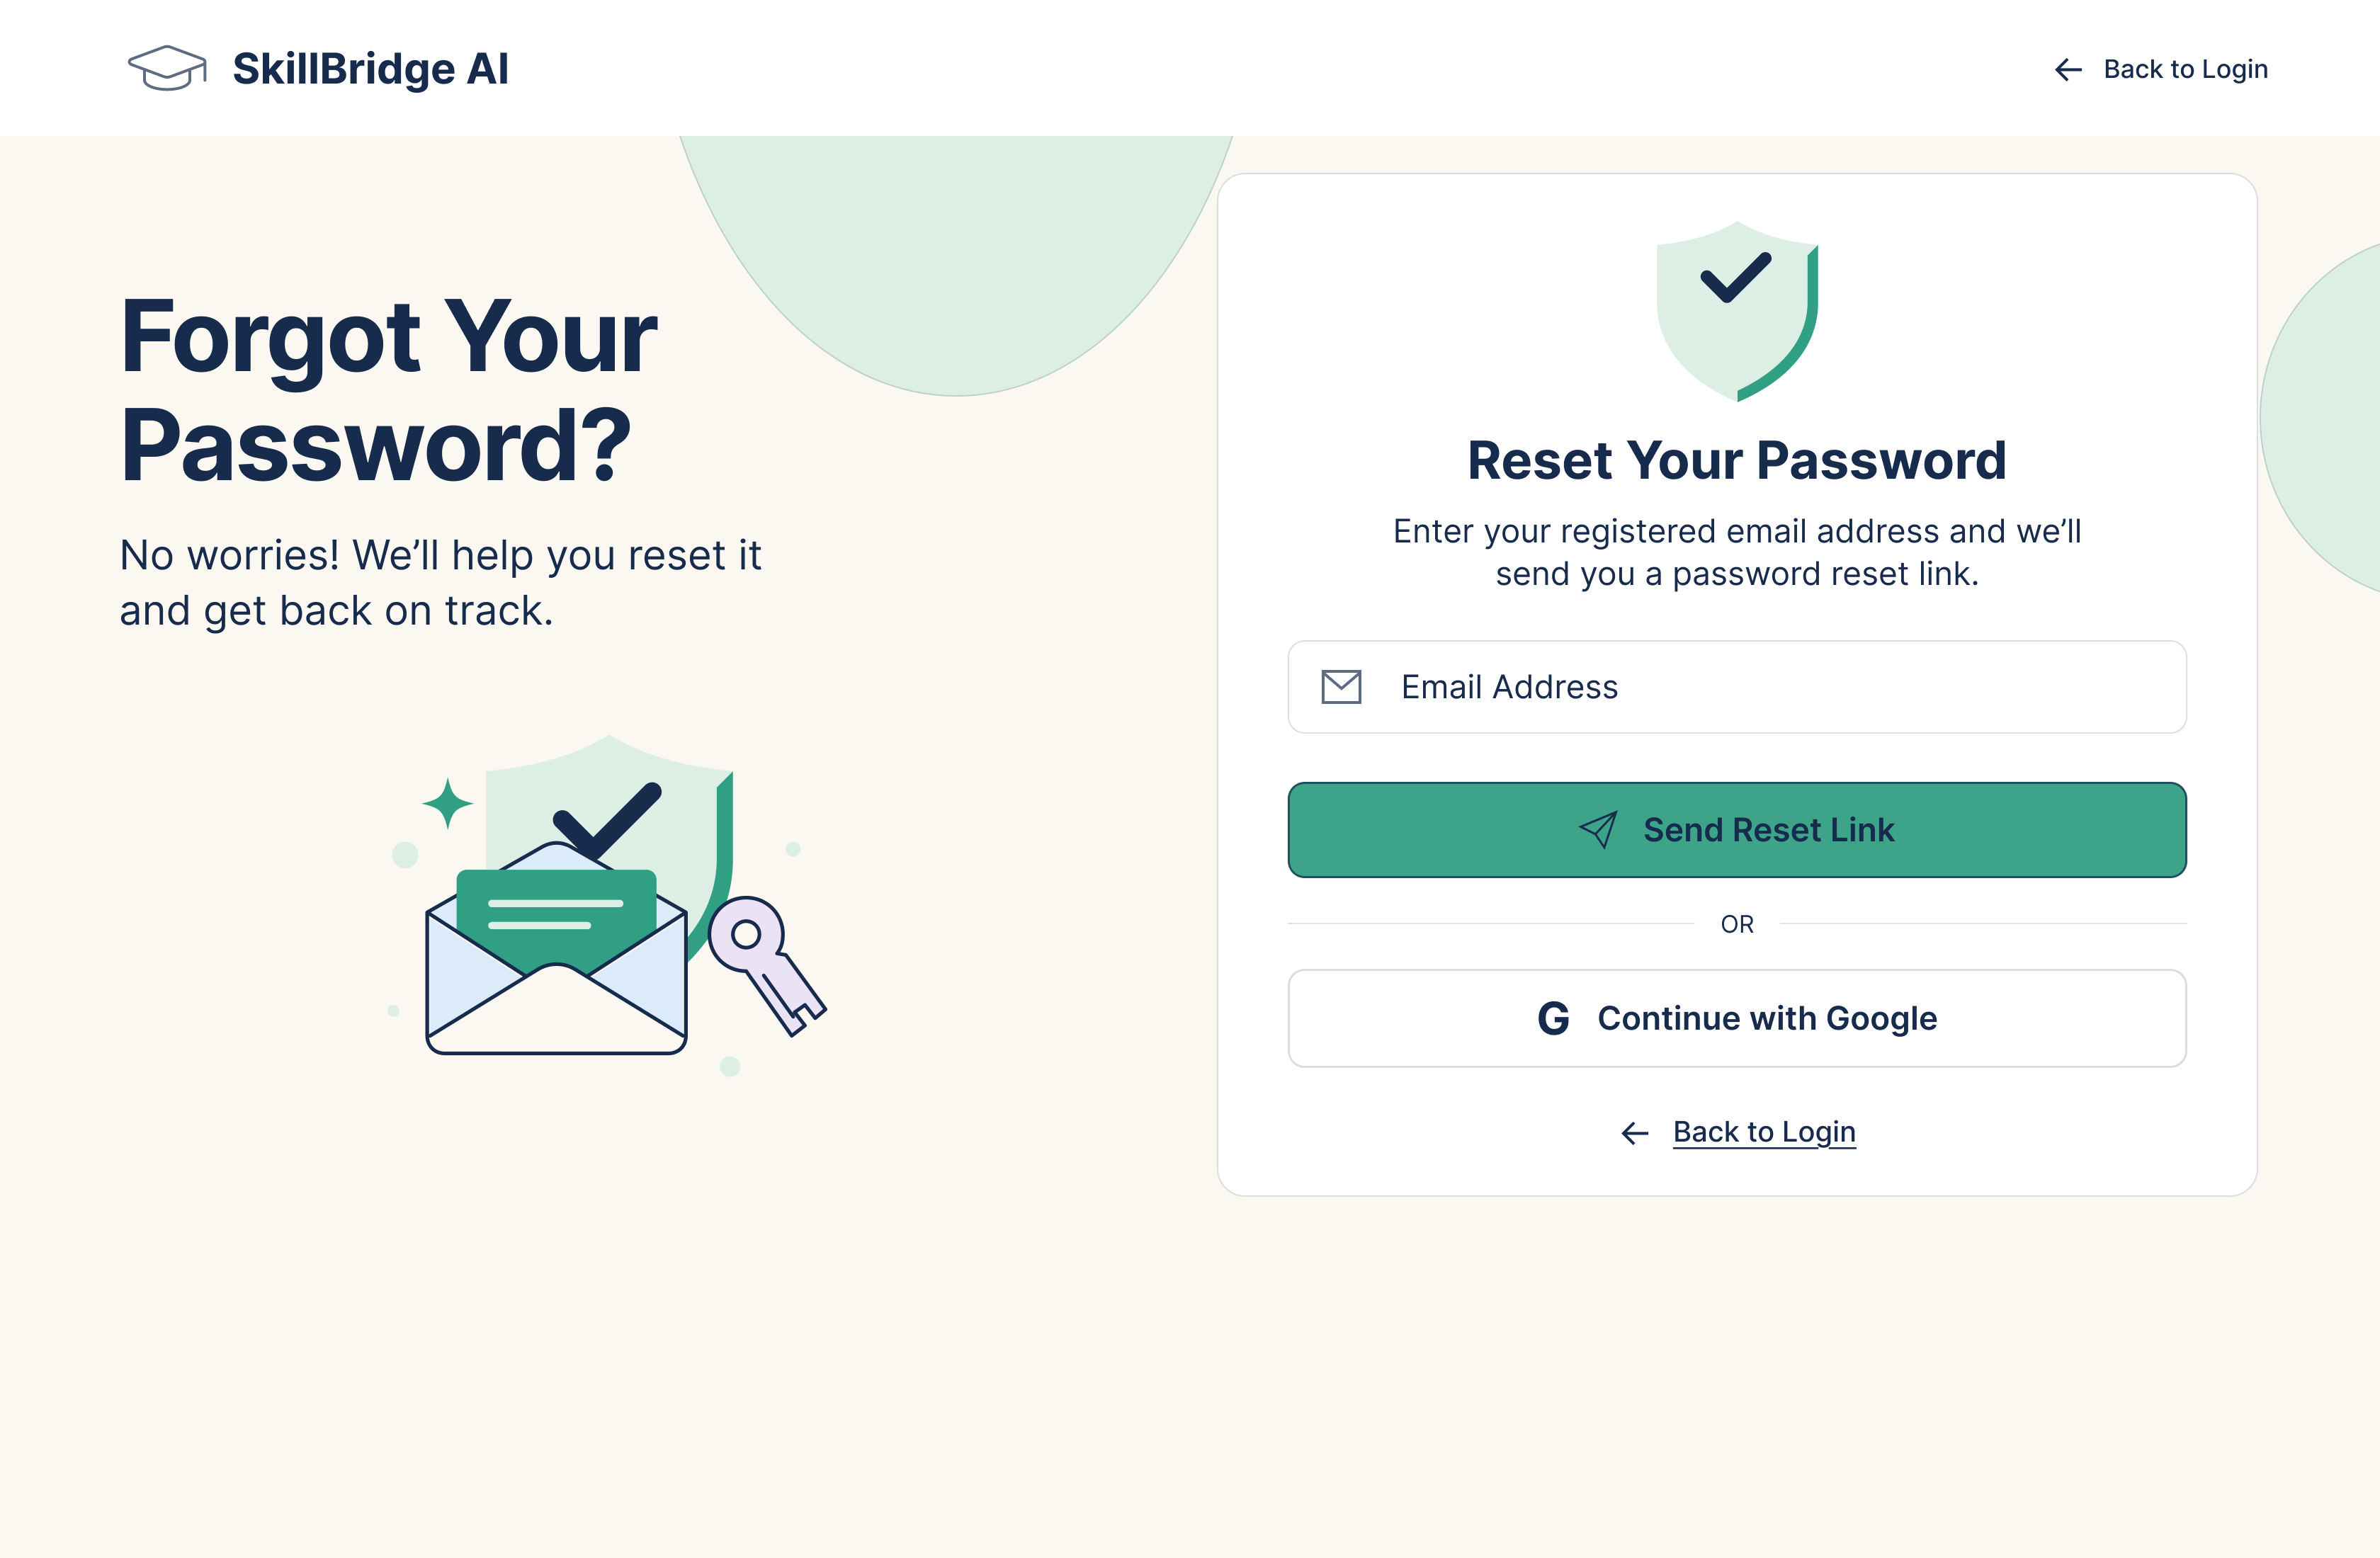 SkillBridge AI
Back to Login
Forgot Your
Password?
No worries! We’ll help you reset it
and get back on track.
Reset Your Password
Enter your registered email address and we’ll
send you a password reset link.
Email Address
Send Reset Link
OR
G Continue with Google
Back to Login